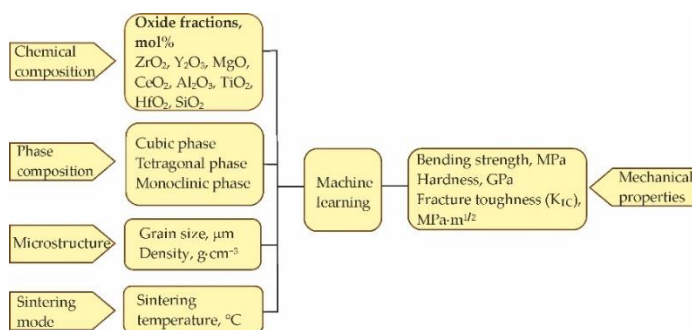 Chemical
composition
Oxide fractions,
mol%
ZrO₂, Y₂O₃, MgO,
CeO₂, Al₂O₃, TiO₂,
HfO₂, SiO₂
Phase
composition
Cubic phase
Tetragonal phase
Monoclinic phase
Microstructure
Grain size, μm
Density, g·cm⁻³
Sintering
mode
Sintering
temperature, °C
Machine
learning
Bending strength, MPa
Hardness, GPa
Fracture toughness (K₁C),
MPa·m¹/²
Mechanical
properties